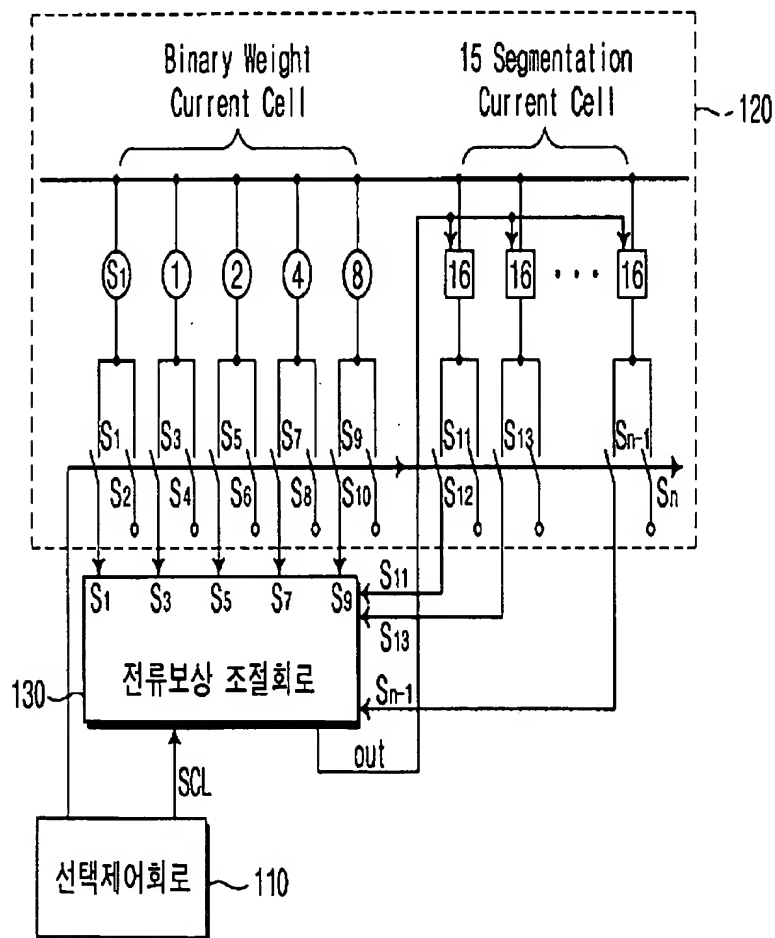 Binary Weight
Current Cell
15 Segmentation
Current Cell
120
S1 1 2 4 8 16 16 ··· 16
S1 S3 S5 S7 S9 S11 S13 Sn-1
S2 S4 S6 S8 S10 S12 Sn
S1 S3 S5 S7 S9
S11
S13
전류보상 조절회로
Sn-1
130
out
SCL
선택제어회로
110